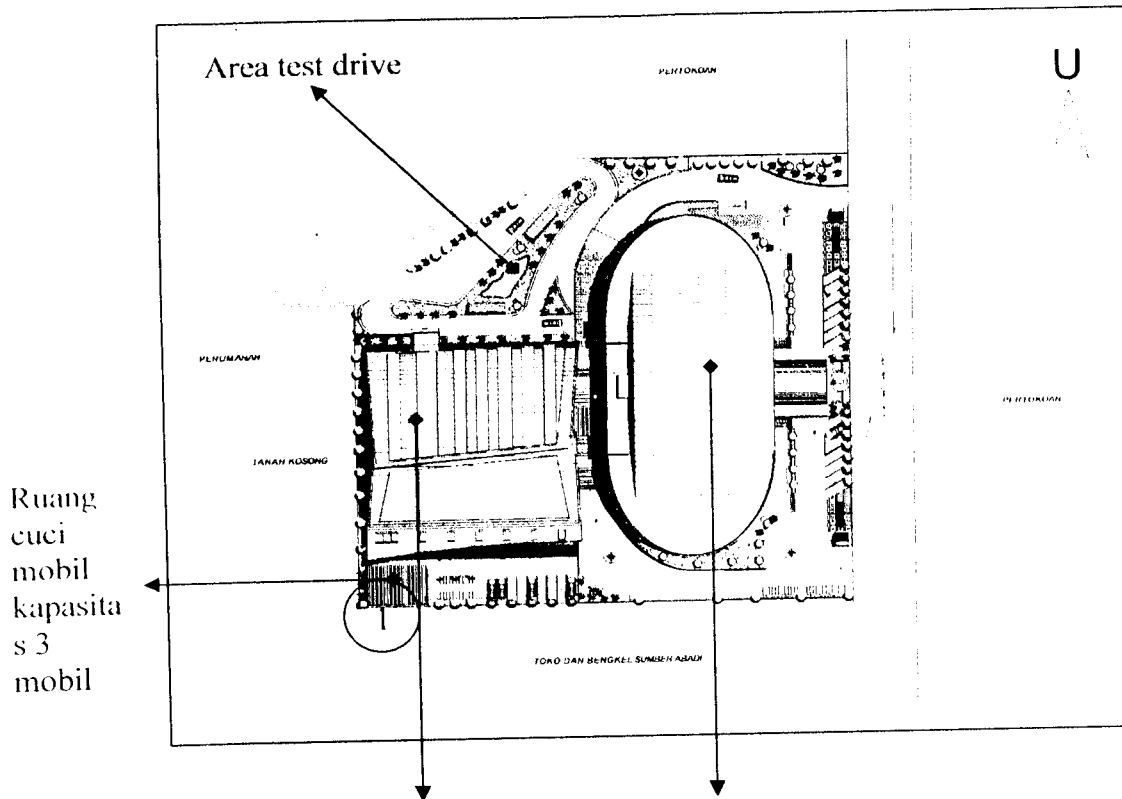 Area test drive
PERTOKOAN
U
PERUMAHAN
PERTOKOAN
TANAH KOSONG
Ruang
cuci
mobil
kapasita
s 3
mobil
TOKO DAN BENGKEL SUMBER ABADI